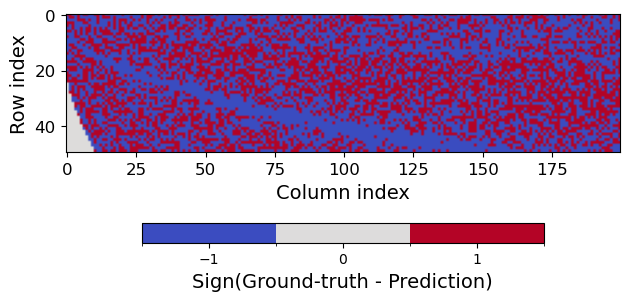 0
20
40
Row index
0 25 50 75 100 125 150 175
Column index
−1 0 1
Sign(Ground-truth - Prediction)